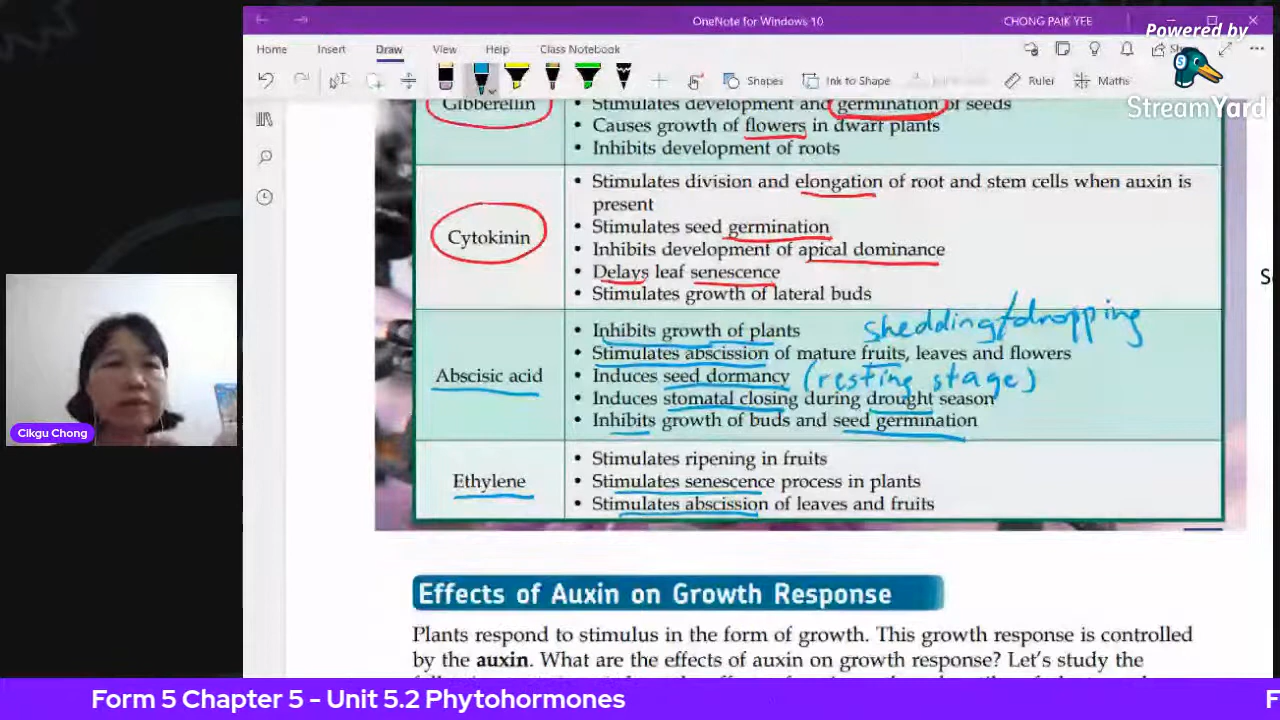 OneNote for Windows 10
CHONG PAIK YEE
Powered by
StreamYard
Home Insert Draw View Help Class Notebook
Shapes Ink to Shape Ruler Maths
Gibberellin
• Stimulates development and germination of seeds
• Causes growth of flowers in dwarf plants
• Inhibits development of roots
Cytokinin
• Stimulates division and elongation of root and stem cells when auxin is
present
• Stimulates seed germination
• Inhibits development of apical dominance
• Delays leaf senescence
• Stimulates growth of lateral buds
Abscisic acid
• Inhibits growth of plants shedding/dropping
• Stimulates abscission of mature fruits, leaves and flowers
• Induces seed dormancy (resting stage)
• Induces stomatal closing during drought season
• Inhibits growth of buds and seed germination
Ethylene
• Stimulates ripening in fruits
• Stimulates senescence process in plants
• Stimulates abscission of leaves and fruits
Effects of Auxin on Growth Response
Plants respond to stimulus in the form of growth. This growth response is controlled
by the auxin. What are the effects of auxin on growth response? Let's study the
Cikgu Chong
Form 5 Chapter 5 - Unit 5.2 Phytohormones
F